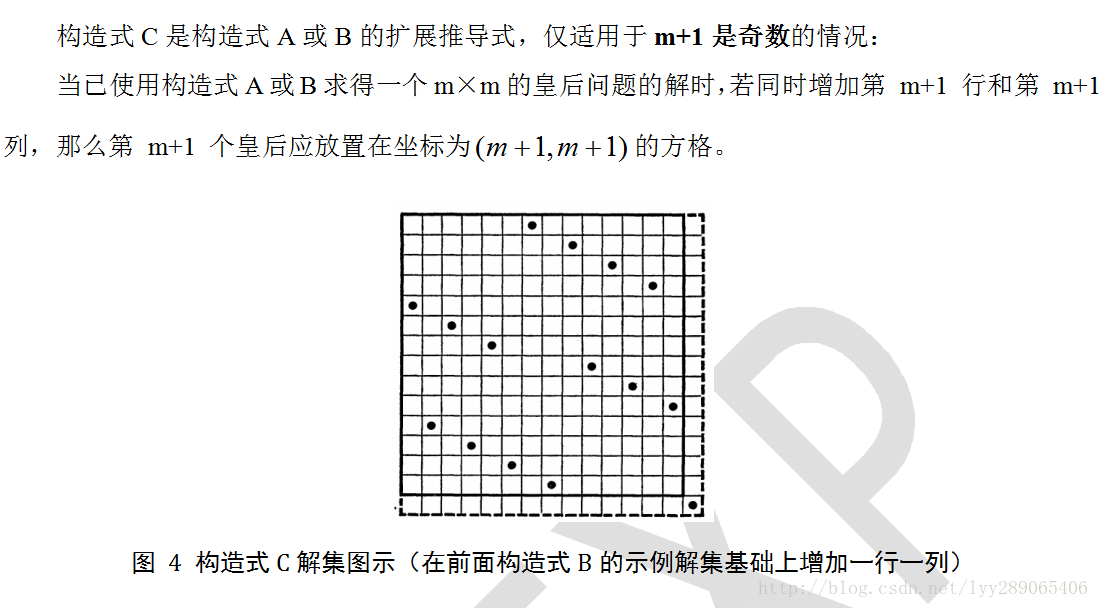 构造式 C 是构造式 A 或 B 的扩展推导式，仅适用于 m+1 是奇数的情况：
当已使用构造式 A 或 B 求得一个 m×m 的皇后问题的解时，若同时增加第 m+1 行和第 m+1
列，那么第 m+1 个皇后应放置在坐标为 (m+1,m+1) 的方格。
图 4 构造式 C 解集图示（在前面构造式 B 的示例解集基础上增加一行一列）
http://blog.csdn.net/lyy289065406